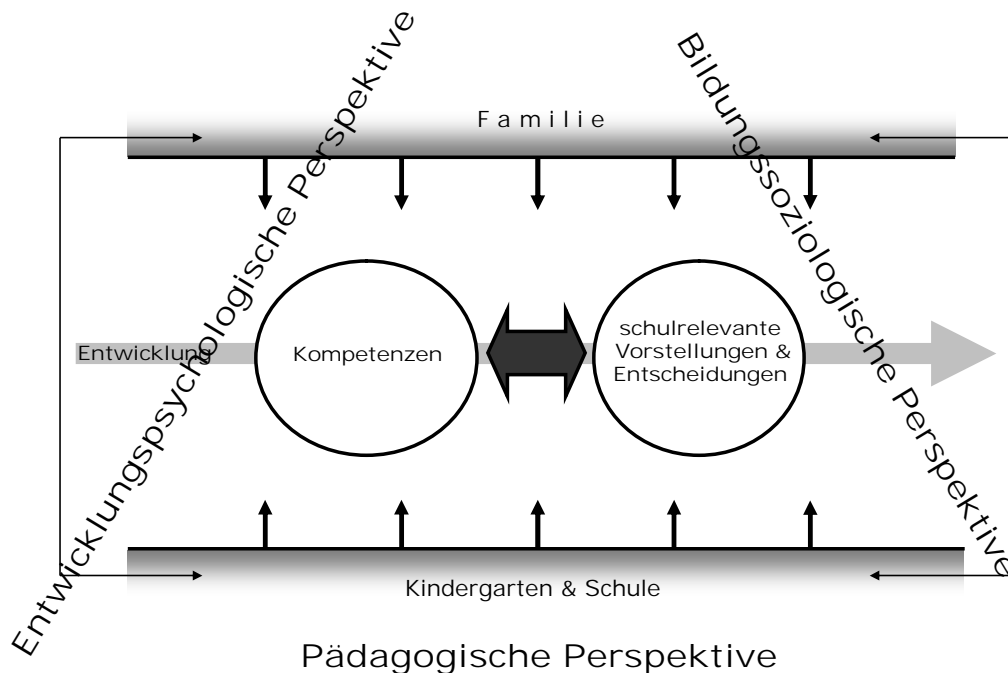 Entwicklungspsychologische Perspektive
Bildungssoziologische Perspektive
Familie
Entwicklung
Kompetenzen
schulrelevante
Vorstellungen &
Entscheidungen
Kindergarten & Schule
Pädagogische Perspektive